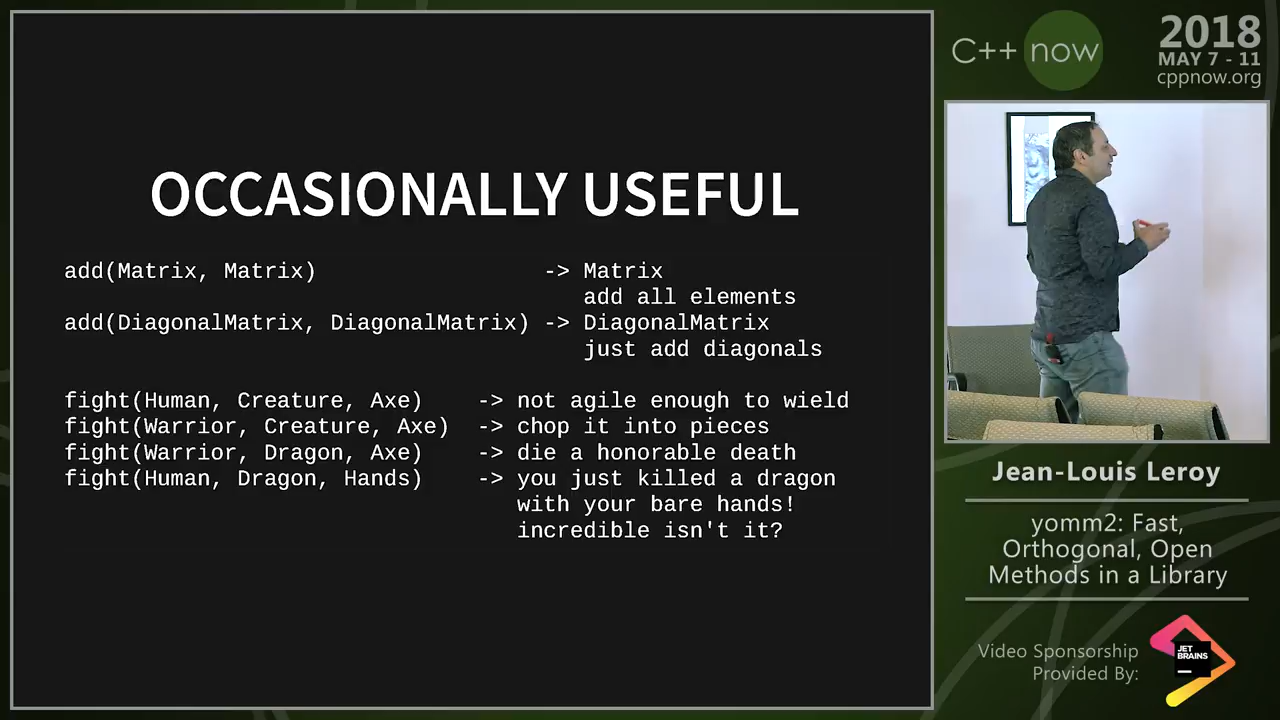 OCCASIONALLY USEFUL
add(Matrix, Matrix) -> Matrix
add all elements
add(DiagonalMatrix, DiagonalMatrix) -> DiagonalMatrix
just add diagonals
fight(Human, Creature, Axe) -> not agile enough to wield
fight(Warrior, Creature, Axe) -> chop it into pieces
fight(Warrior, Dragon, Axe) -> die a honorable death
fight(Human, Dragon, Hands) -> you just killed a dragon
with your bare hands!
incredible isn't it?
C++ now
2018
MAY 7 - 11
cppnow.org
Jean-Louis Leroy
yomm2: Fast,
Orthogonal, Open
Methods in a Library
Video Sponsorship
Provided By:
JET
BRAINS